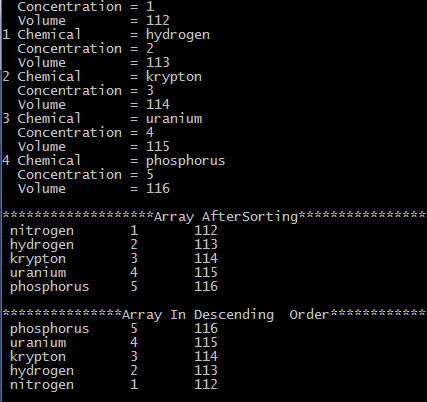 Concentration = 1
Volume = 112
1 Chemical = hydrogen
Concentration = 2
Volume = 113
2 Chemical = krypton
Concentration = 3
Volume = 114
3 Chemical = uranium
Concentration = 4
Volume = 115
4 Chemical = phosphorus
Concentration = 5
Volume = 116
*******************Array AfterSorting****************
nitrogen 1 112
hydrogen 2 113
krypton 3 114
uranium 4 115
phosphorus 5 116
***************Array In Descending  Order************
phosphorus 5 116
uranium 4 115
krypton 3 114
hydrogen 2 113
nitrogen 1 112